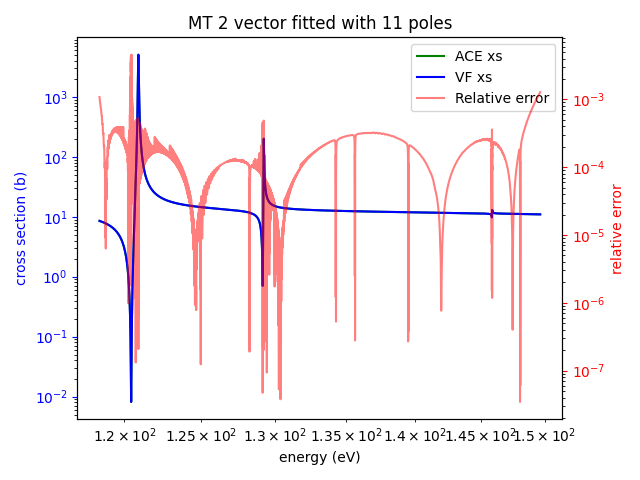 MT 2 vector fitted with 11 poles
ACE xs
VF xs
Relative error
cross section (b)
10³
10²
10¹
10⁰
10⁻¹
10⁻²
10⁻³
10⁻⁴
10⁻⁵
10⁻⁶
10⁻⁷
relative error
1.2 × 10² 1.25 × 10² 1.3 × 10² 1.35 × 10² 1.4 × 10² 1.45 × 10² 1.5 × 10²
energy (eV)